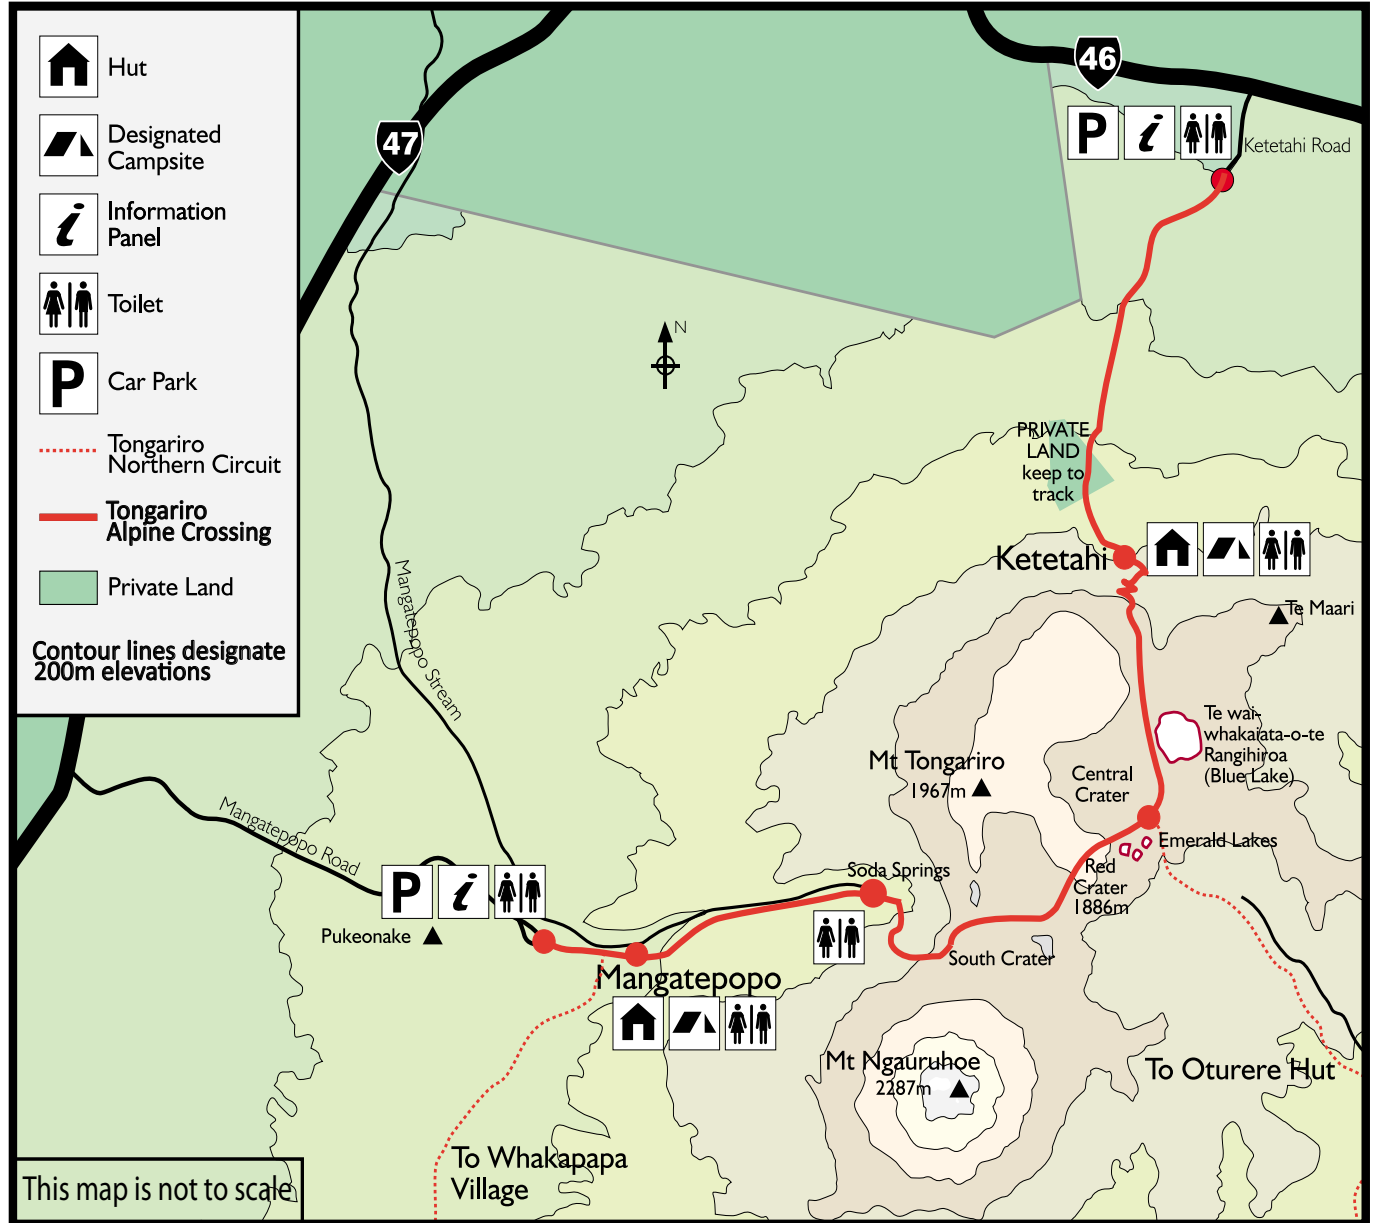 Hut
Designated
Campsite
Information
Panel
Toilet
P
Car Park
Tongariro
Northern Circuit
Tongariro
Alpine Crossing
Private Land
Contour lines designate
200m elevations
47
46
P
i
Ketetahi Road
N
PRIVATE
LAND
keep to
track
Ketetahi
Te Maari
Mangatepopo Stream
Te wai-
whakaiata-o-te
Rangihiroa
(Blue Lake)
Mt Tongariro
1967m
Central
Crater
Emerald Lakes
Mangatepopo Road
Soda Springs
Red
Crater
1886m
P
i
Pukeonake
South Crater
Mangatepopo
Mt Ngauruhoe
2287m
To Oturere Hut
To Whakapapa
Village
This map is not to scale